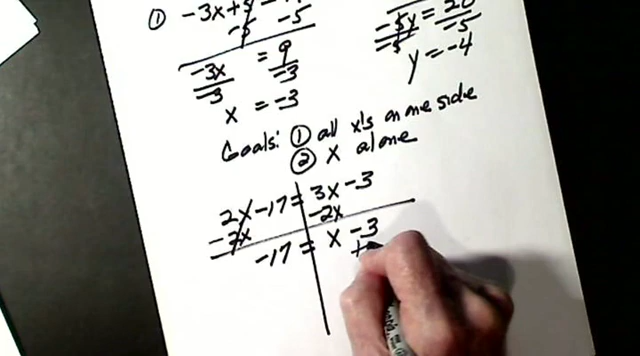 ① -3x+5
-5 -5
-3x = 9
-3 -3
x = -3
-5y = 20
-5 -5
y = -4
Goals: ① all x's on one side
② x alone
2x -17 = 3x -3
-2x -2x
-17 = x -3
+